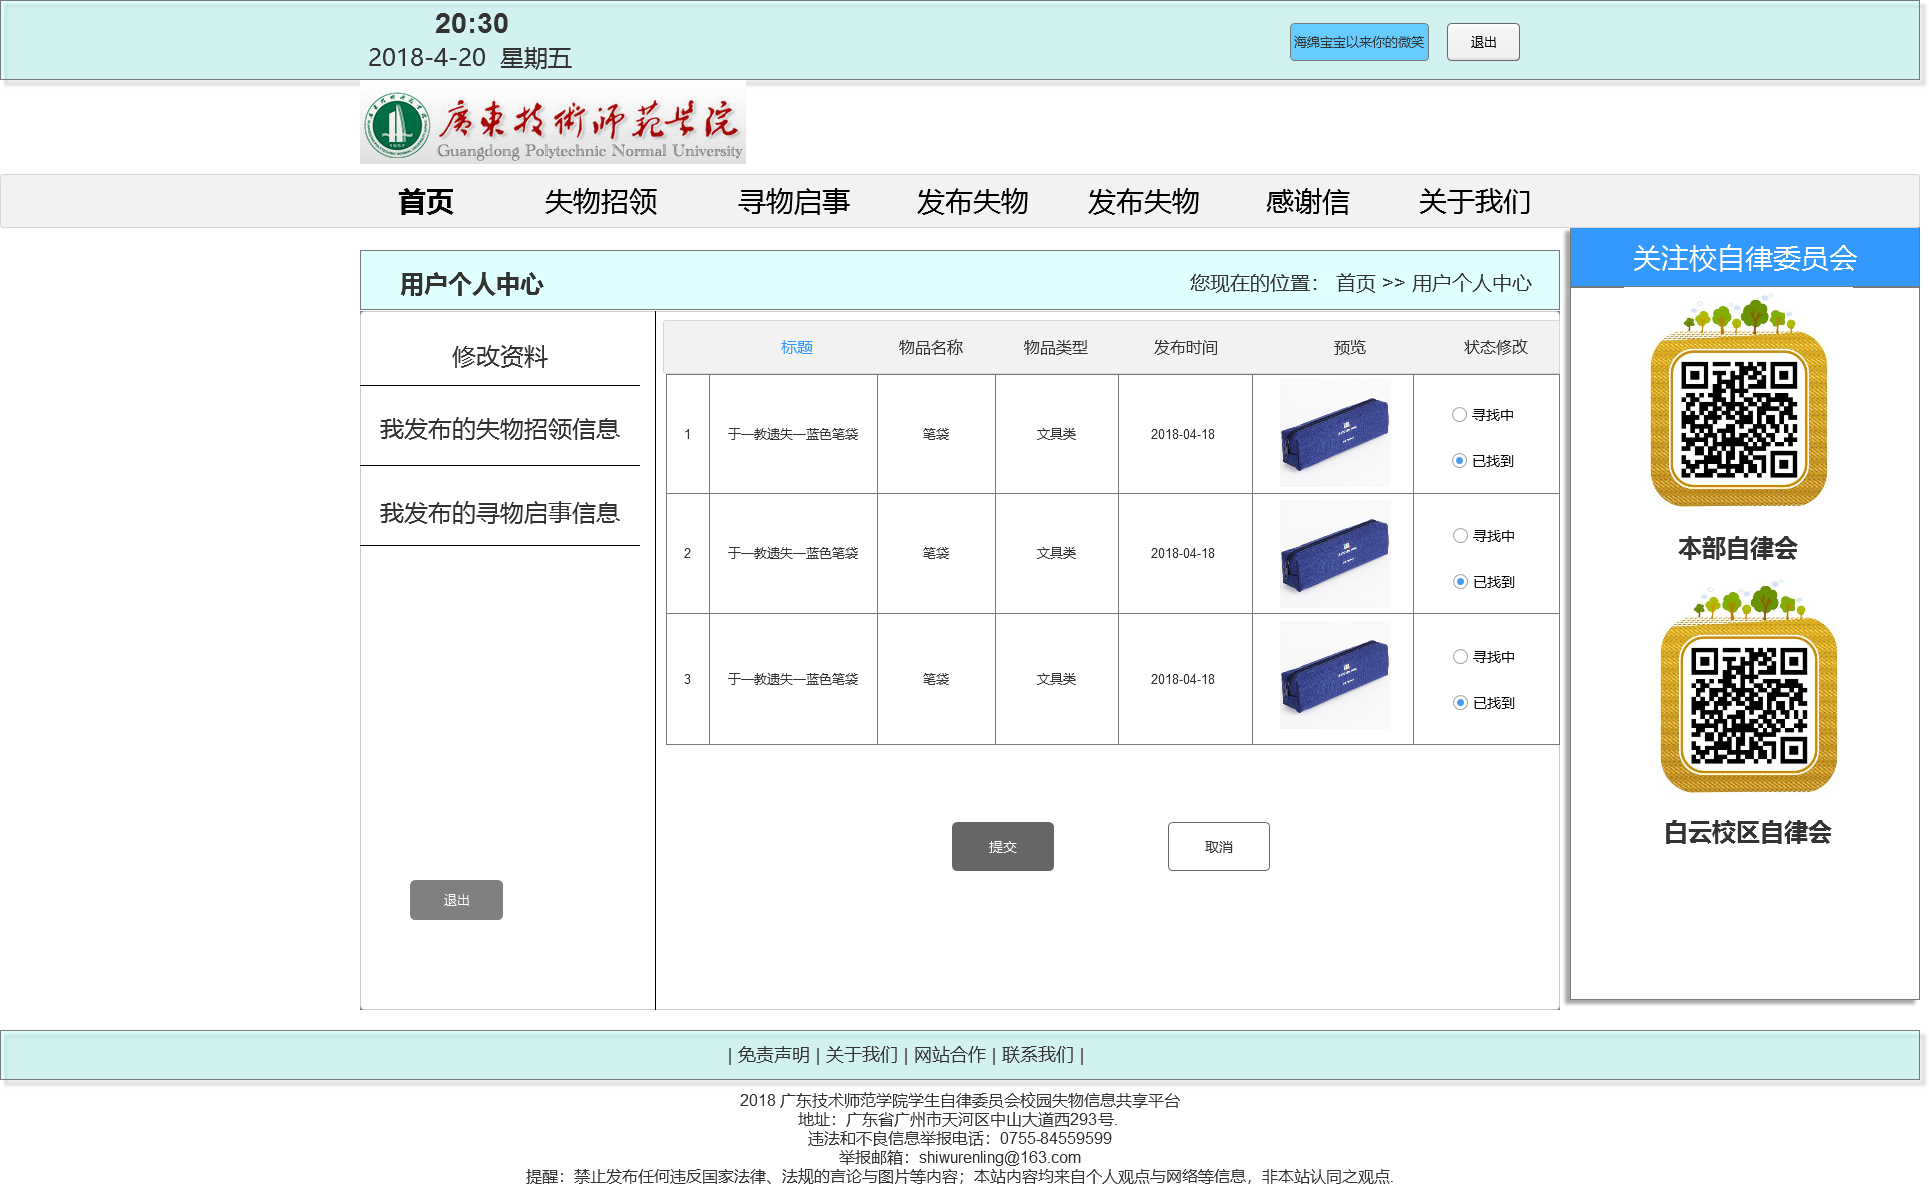 20:30
2018-4-20 星期五
海绵宝宝以来你的微笑
退出
廣東技術师范学院
Guangdong Polytechnic Normal University
首页 失物招领 寻物启事 发布失物 发布失物 感谢信 关于我们
关注校自律委员会
用户个人中心
您现在的位置： 首页 >> 用户个人中心
修改资料
我发布的失物招领信息
我发布的寻物启事信息
退出
标题 物品名称 物品类型 发布时间 预览 状态修改
1 于一教遗失一蓝色笔袋 笔袋 文具类 2018-04-18 寻找中 已找到
2 于一教遗失一蓝色笔袋 笔袋 文具类 2018-04-18 寻找中 已找到
3 于一教遗失一蓝色笔袋 笔袋 文具类 2018-04-18 寻找中 已找到
提交 取消
本部自律会
白云校区自律会
| 免责声明 | 关于我们 | 网站合作 | 联系我们 |
2018 广东技术师范学院学生自律委员会校园失物信息共享平台
地址：广东省广州市天河区中山大道西293号.
违法和不良信息举报电话：0755-84559599
举报邮箱：shiwurenling@163.com
提醒：禁止发布任何违反国家法律、法规的言论与图片等内容；本站内容均来自个人观点与网络等信息，非本站认同之观点.